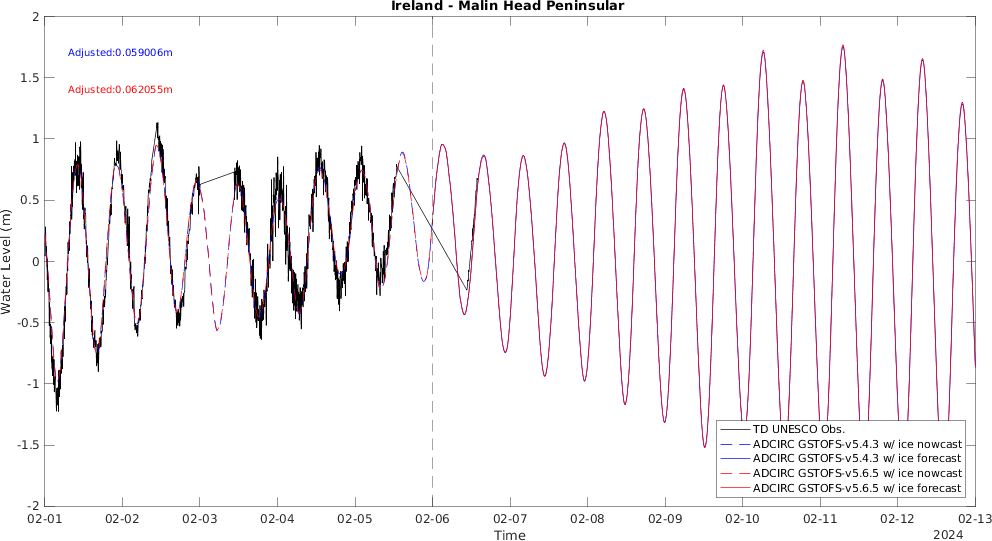 Ireland - Malin Head Peninsular
Adjusted:0.059006m
Adjusted:0.062055m
Water Level (m)
2
1.5
1
0.5
0
-0.5
-1
-1.5
-2
TD UNESCO Obs.
ADCIRC GSTOFS-v5.4.3 w/ ice nowcast
ADCIRC GSTOFS-v5.4.3 w/ ice forecast
ADCIRC GSTOFS-v5.6.5 w/ ice nowcast
ADCIRC GSTOFS-v5.6.5 w/ ice forecast
02-01 02-02 02-03 02-04 02-05 02-06 02-07 02-08 02-09 02-10 02-11 02-12 02-13
Time
2024